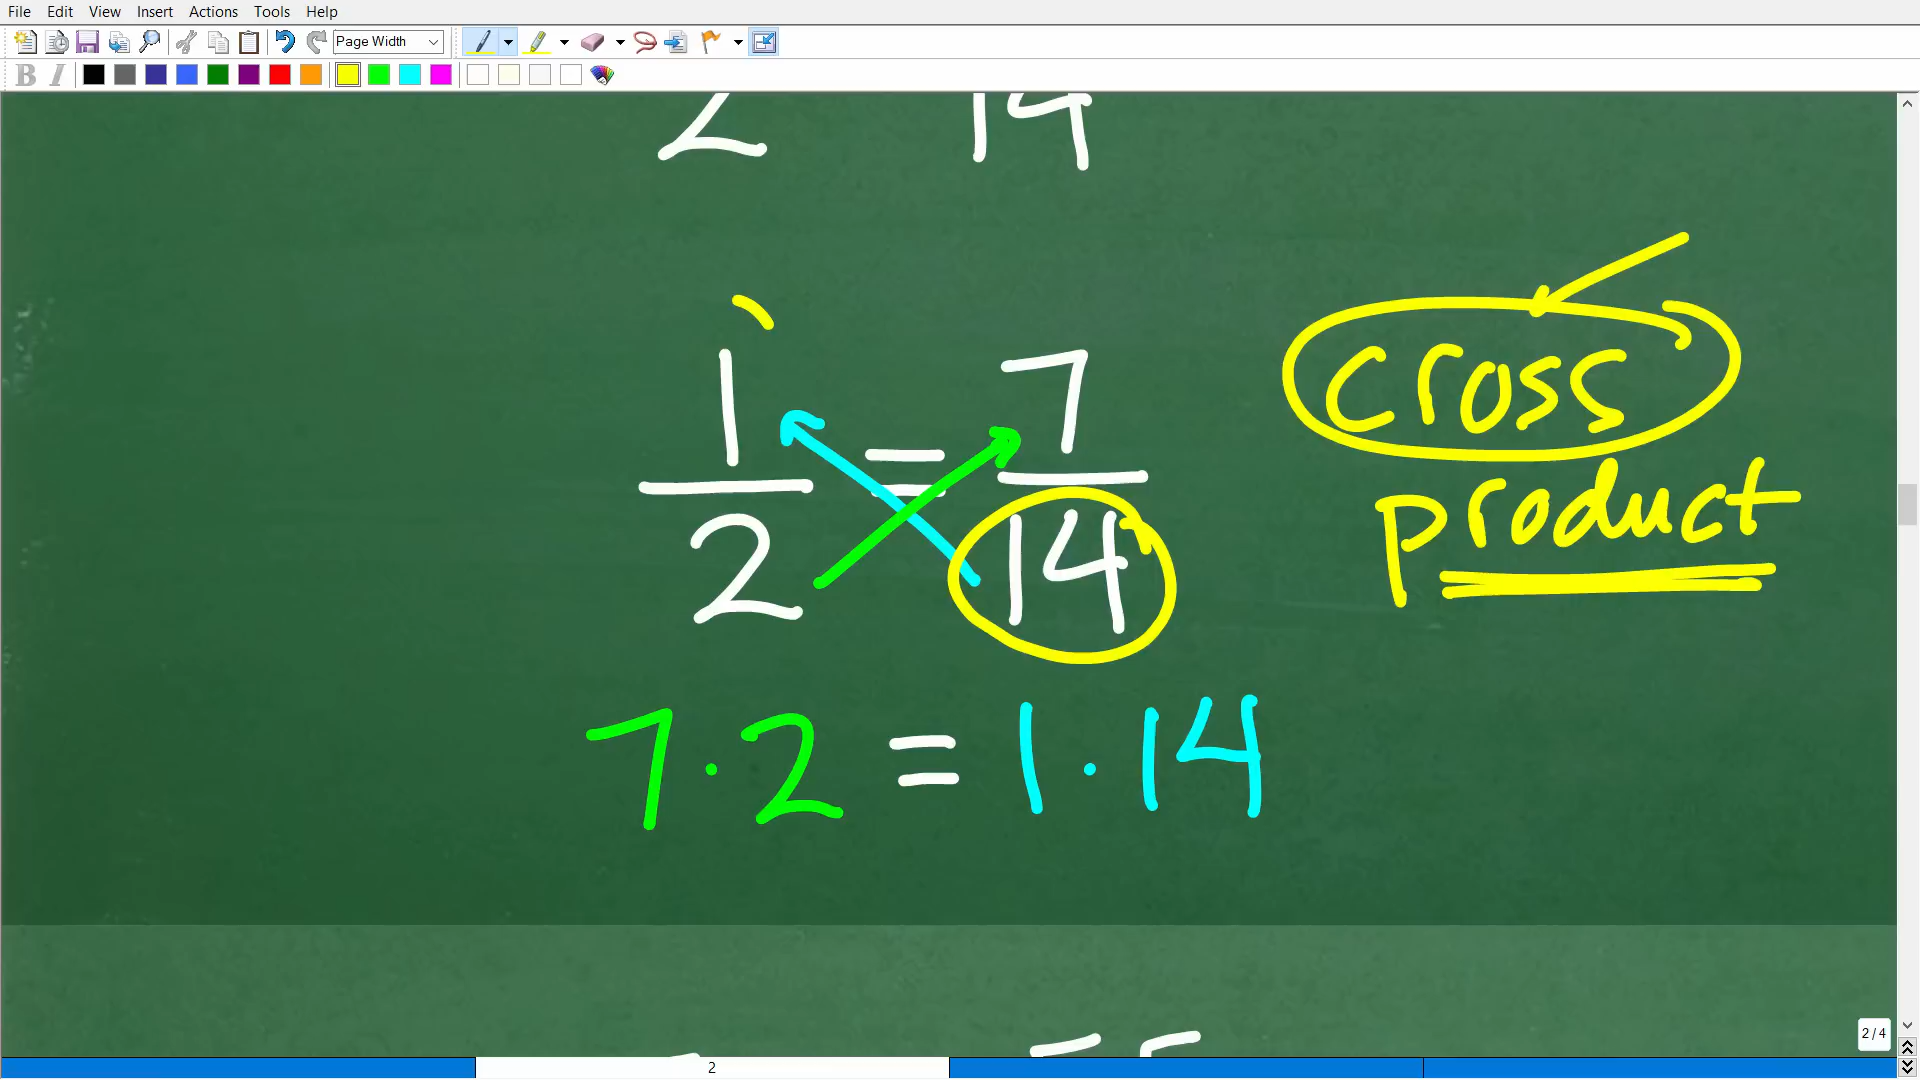 File Edit View Insert Actions Tools Help
Page Width
B I
2 14
1/2 = 7/14
cross
product
7·2 = 1·14
2/4
2